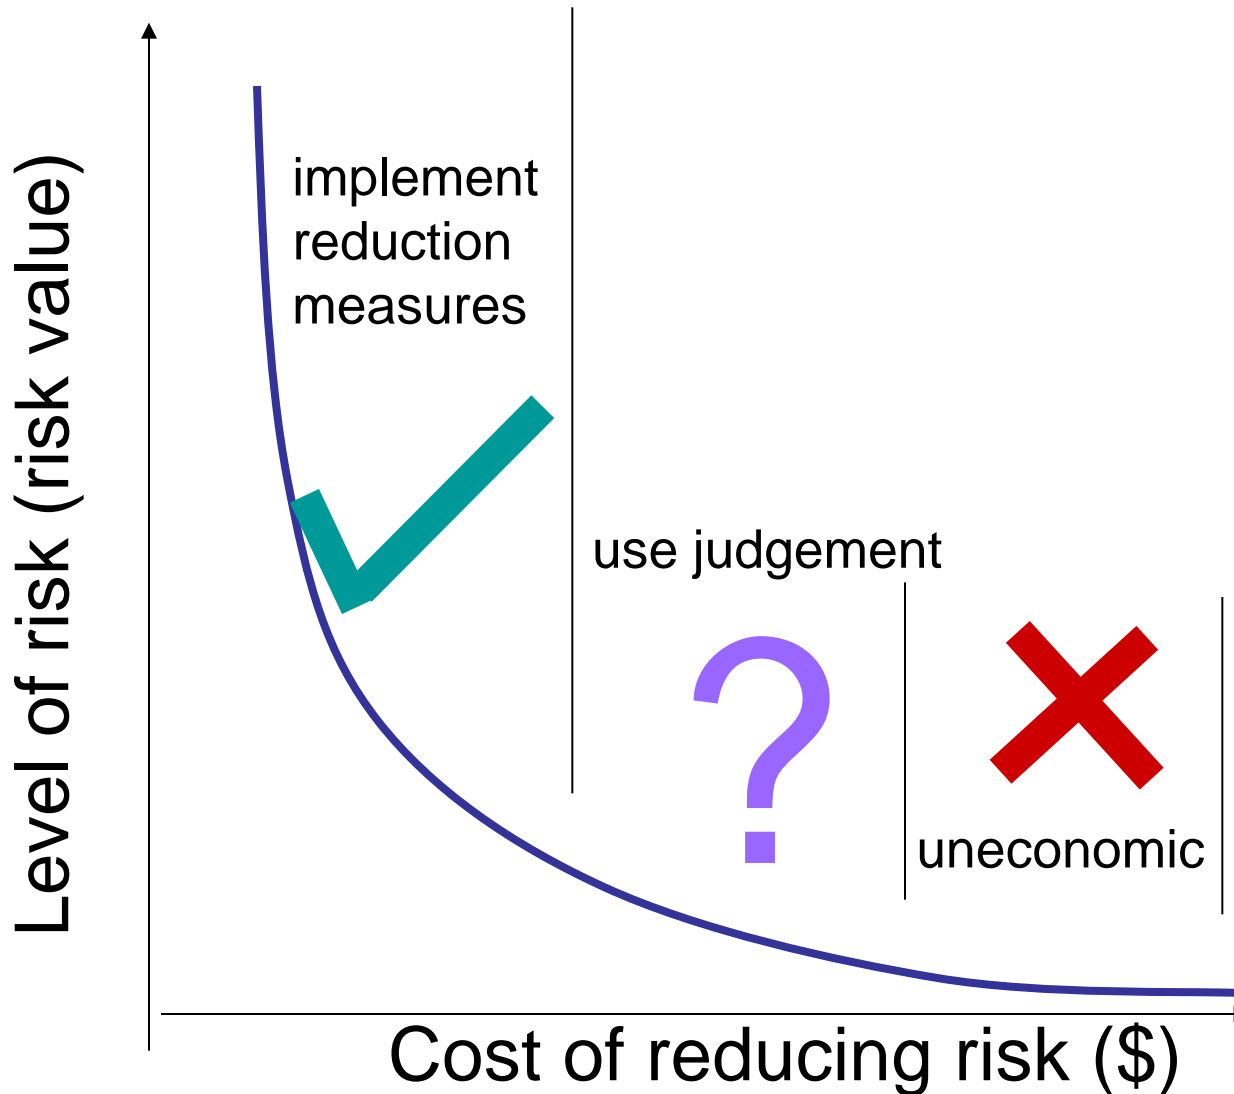 Level of risk (risk value)
implement
reduction
measures
use judgement
?
uneconomic
Cost of reducing risk ($)